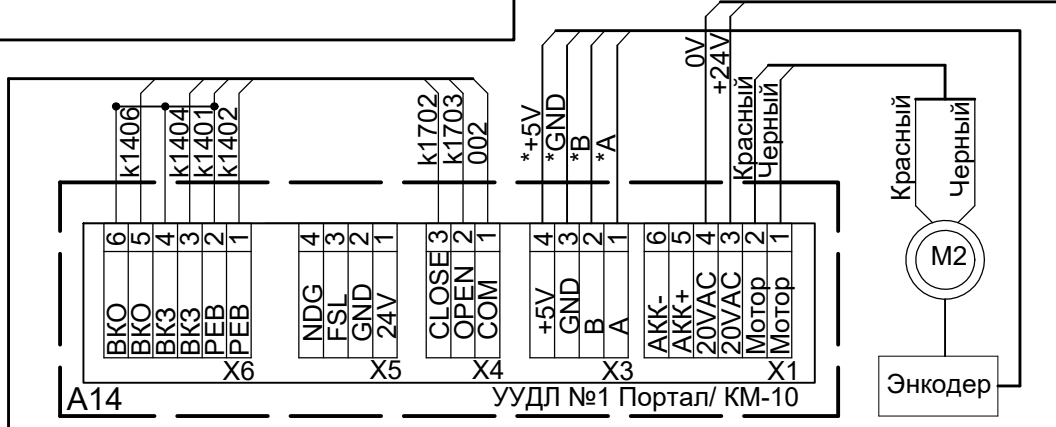 0V
+24V
k1406
k1404
k1401
k1402
k1702
k1703
002
*+5V
*GND
*B
*A
Красный
Черный
Красный
Черный
6 5 4 3 2 1
4 3 2 1
3 2 1
4 3 2 1
6 5 4 3 2 1
ВКО
ВКО
ВКЗ
ВКЗ
РЕВ
РЕВ
NDG
FSL
GND
24V
CLOSE
OPEN
COM
+5V
GND
B
A
АКК-
АКК+
20VAC
20VAC
Мотор
Мотор
M2
X6 X5 X4 X3 X1
A14
УУДЛ №1 Портал/ КМ-10
Энкодер